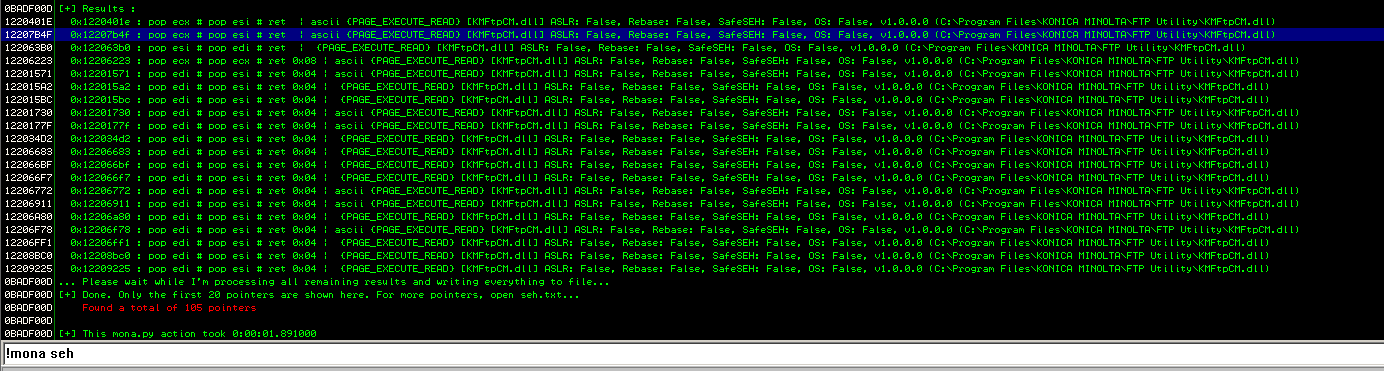 0BADF00D [+] Results :
1220401E 0x1220401e : pop ecx # pop esi # ret | ascii {PAGE_EXECUTE_READ} [KMFtpCM.dll] ASLR: False, Rebase: False, SafeSEH: False, OS: False, v1.0.0.0 (C:\Program Files\KONICA MINOLTA\FTP Utility\KMFtpCM.dll)
12207B4F 0x12207b4f : pop ecx # pop esi # ret | ascii {PAGE_EXECUTE_READ} [KMFtpCM.dll] ASLR: False, Rebase: False, SafeSEH: False, OS: False, v1.0.0.0 (C:\Program Files\KONICA MINOLTA\FTP Utility\KMFtpCM.dll)
122063B0 0x122063b0 : pop esi # pop edi # ret | {PAGE_EXECUTE_READ} [KMFtpCM.dll] ASLR: False, Rebase: False, SafeSEH: False, OS: False, v1.0.0.0 (C:\Program Files\KONICA MINOLTA\FTP Utility\KMFtpCM.dll)
12206223 0x12206223 : pop ecx # pop ecx # ret 0x08 | ascii {PAGE_EXECUTE_READ} [KMFtpCM.dll] ASLR: False, Rebase: False, SafeSEH: False, OS: False, v1.0.0.0 (C:\Program Files\KONICA MINOLTA\FTP Utility\KMFtpCM.dll)
12201571 0x12201571 : pop edi # pop esi # ret 0x04 | ascii {PAGE_EXECUTE_READ} [KMFtpCM.dll] ASLR: False, Rebase: False, SafeSEH: False, OS: False, v1.0.0.0 (C:\Program Files\KONICA MINOLTA\FTP Utility\KMFtpCM.dll)
122015A2 0x122015a2 : pop edi # pop esi # ret 0x04 | {PAGE_EXECUTE_READ} [KMFtpCM.dll] ASLR: False, Rebase: False, SafeSEH: False, OS: False, v1.0.0.0 (C:\Program Files\KONICA MINOLTA\FTP Utility\KMFtpCM.dll)
122015BC 0x122015bc : pop edi # pop esi # ret 0x04 | {PAGE_EXECUTE_READ} [KMFtpCM.dll] ASLR: False, Rebase: False, SafeSEH: False, OS: False, v1.0.0.0 (C:\Program Files\KONICA MINOLTA\FTP Utility\KMFtpCM.dll)
12201730 0x12201730 : pop edi # pop esi # ret 0x04 | ascii {PAGE_EXECUTE_READ} [KMFtpCM.dll] ASLR: False, Rebase: False, SafeSEH: False, OS: False, v1.0.0.0 (C:\Program Files\KONICA MINOLTA\FTP Utility\KMFtpCM.dll)
1220177F 0x1220177f : pop edi # pop esi # ret 0x04 | ascii {PAGE_EXECUTE_READ} [KMFtpCM.dll] ASLR: False, Rebase: False, SafeSEH: False, OS: False, v1.0.0.0 (C:\Program Files\KONICA MINOLTA\FTP Utility\KMFtpCM.dll)
122034D2 0x122034d2 : pop edi # pop esi # ret 0x04 | {PAGE_EXECUTE_READ} [KMFtpCM.dll] ASLR: False, Rebase: False, SafeSEH: False, OS: False, v1.0.0.0 (C:\Program Files\KONICA MINOLTA\FTP Utility\KMFtpCM.dll)
12206683 0x12206683 : pop edi # pop esi # ret 0x04 | {PAGE_EXECUTE_READ} [KMFtpCM.dll] ASLR: False, Rebase: False, SafeSEH: False, OS: False, v1.0.0.0 (C:\Program Files\KONICA MINOLTA\FTP Utility\KMFtpCM.dll)
122066BF 0x122066bf : pop edi # pop esi # ret 0x04 | {PAGE_EXECUTE_READ} [KMFtpCM.dll] ASLR: False, Rebase: False, SafeSEH: False, OS: False, v1.0.0.0 (C:\Program Files\KONICA MINOLTA\FTP Utility\KMFtpCM.dll)
122066F7 0x122066f7 : pop edi # pop esi # ret 0x04 | {PAGE_EXECUTE_READ} [KMFtpCM.dll] ASLR: False, Rebase: False, SafeSEH: False, OS: False, v1.0.0.0 (C:\Program Files\KONICA MINOLTA\FTP Utility\KMFtpCM.dll)
12206772 0x12206772 : pop edi # pop esi # ret 0x04 | ascii {PAGE_EXECUTE_READ} [KMFtpCM.dll] ASLR: False, Rebase: False, SafeSEH: False, OS: False, v1.0.0.0 (C:\Program Files\KONICA MINOLTA\FTP Utility\KMFtpCM.dll)
12206911 0x12206911 : pop edi # pop esi # ret 0x04 | ascii {PAGE_EXECUTE_READ} [KMFtpCM.dll] ASLR: False, Rebase: False, SafeSEH: False, OS: False, v1.0.0.0 (C:\Program Files\KONICA MINOLTA\FTP Utility\KMFtpCM.dll)
12206A80 0x12206a80 : pop edi # pop esi # ret 0x04 | {PAGE_EXECUTE_READ} [KMFtpCM.dll] ASLR: False, Rebase: False, SafeSEH: False, OS: False, v1.0.0.0 (C:\Program Files\KONICA MINOLTA\FTP Utility\KMFtpCM.dll)
12206F78 0x12206f78 : pop edi # pop esi # ret 0x04 | ascii {PAGE_EXECUTE_READ} [KMFtpCM.dll] ASLR: False, Rebase: False, SafeSEH: False, OS: False, v1.0.0.0 (C:\Program Files\KONICA MINOLTA\FTP Utility\KMFtpCM.dll)
12206FF1 0x12206ff1 : pop edi # pop esi # ret 0x04 | {PAGE_EXECUTE_READ} [KMFtpCM.dll] ASLR: False, Rebase: False, SafeSEH: False, OS: False, v1.0.0.0 (C:\Program Files\KONICA MINOLTA\FTP Utility\KMFtpCM.dll)
12208BC0 0x12208bc0 : pop edi # pop esi # ret 0x04 | {PAGE_EXECUTE_READ} [KMFtpCM.dll] ASLR: False, Rebase: False, SafeSEH: False, OS: False, v1.0.0.0 (C:\Program Files\KONICA MINOLTA\FTP Utility\KMFtpCM.dll)
12209225 0x12209225 : pop edi # pop esi # ret 0x04 | {PAGE_EXECUTE_READ} [KMFtpCM.dll] ASLR: False, Rebase: False, SafeSEH: False, OS: False, v1.0.0.0 (C:\Program Files\KONICA MINOLTA\FTP Utility\KMFtpCM.dll)
0BADF00D ... Please wait while I'm processing all remaining results and writing everything to file...
0BADF00D [+] Done. Only the first 20 pointers are shown here. For more pointers, open seh.txt...
0BADF00D Found a total of 105 pointers
0BADF00D
0BADF00D [+] This mona.py action took 0:00:01.891000
!mona seh